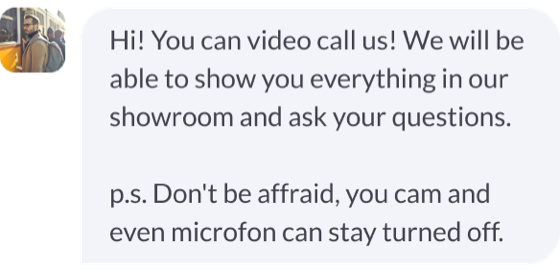 Hi! You can video call us! We will be
able to show you everything in our
showroom and ask your questions.
p.s. Don't be affraid, you cam and
even microfon can stay turned off.